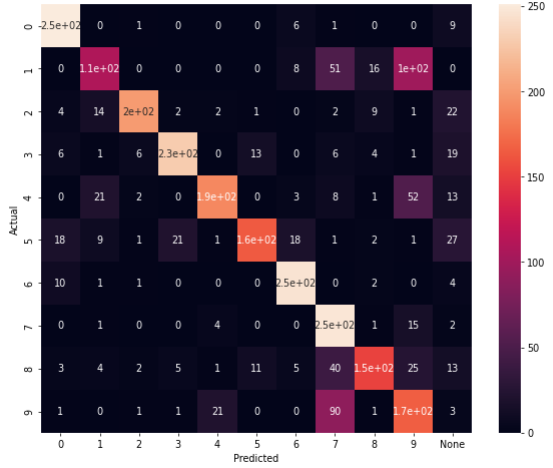 0 2.5e+02 0 1 0 0 0 6 1 0 0 9
1 0 1.1e+02 0 0 0 0 8 51 16 1e+02 0
2 4 14 2e+02 2 2 1 0 2 9 1 22
3 6 1 6 2.3e+02 0 13 0 6 4 1 19
4 0 21 2 0 1.9e+02 0 3 8 1 52 13
5 18 9 1 21 1 1.6e+02 18 1 2 1 27
6 10 1 1 0 0 0 2.5e+02 0 2 0 4
7 0 1 0 0 4 0 0 2.5e+02 1 15 2
8 3 4 2 5 1 11 5 40 1.5e+02 25 13
9 1 0 1 1 21 0 0 90 1 1.7e+02 3
0 1 2 3 4 5 6 7 8 9 None
Predicted
Actual
250
200
150
100
50
0